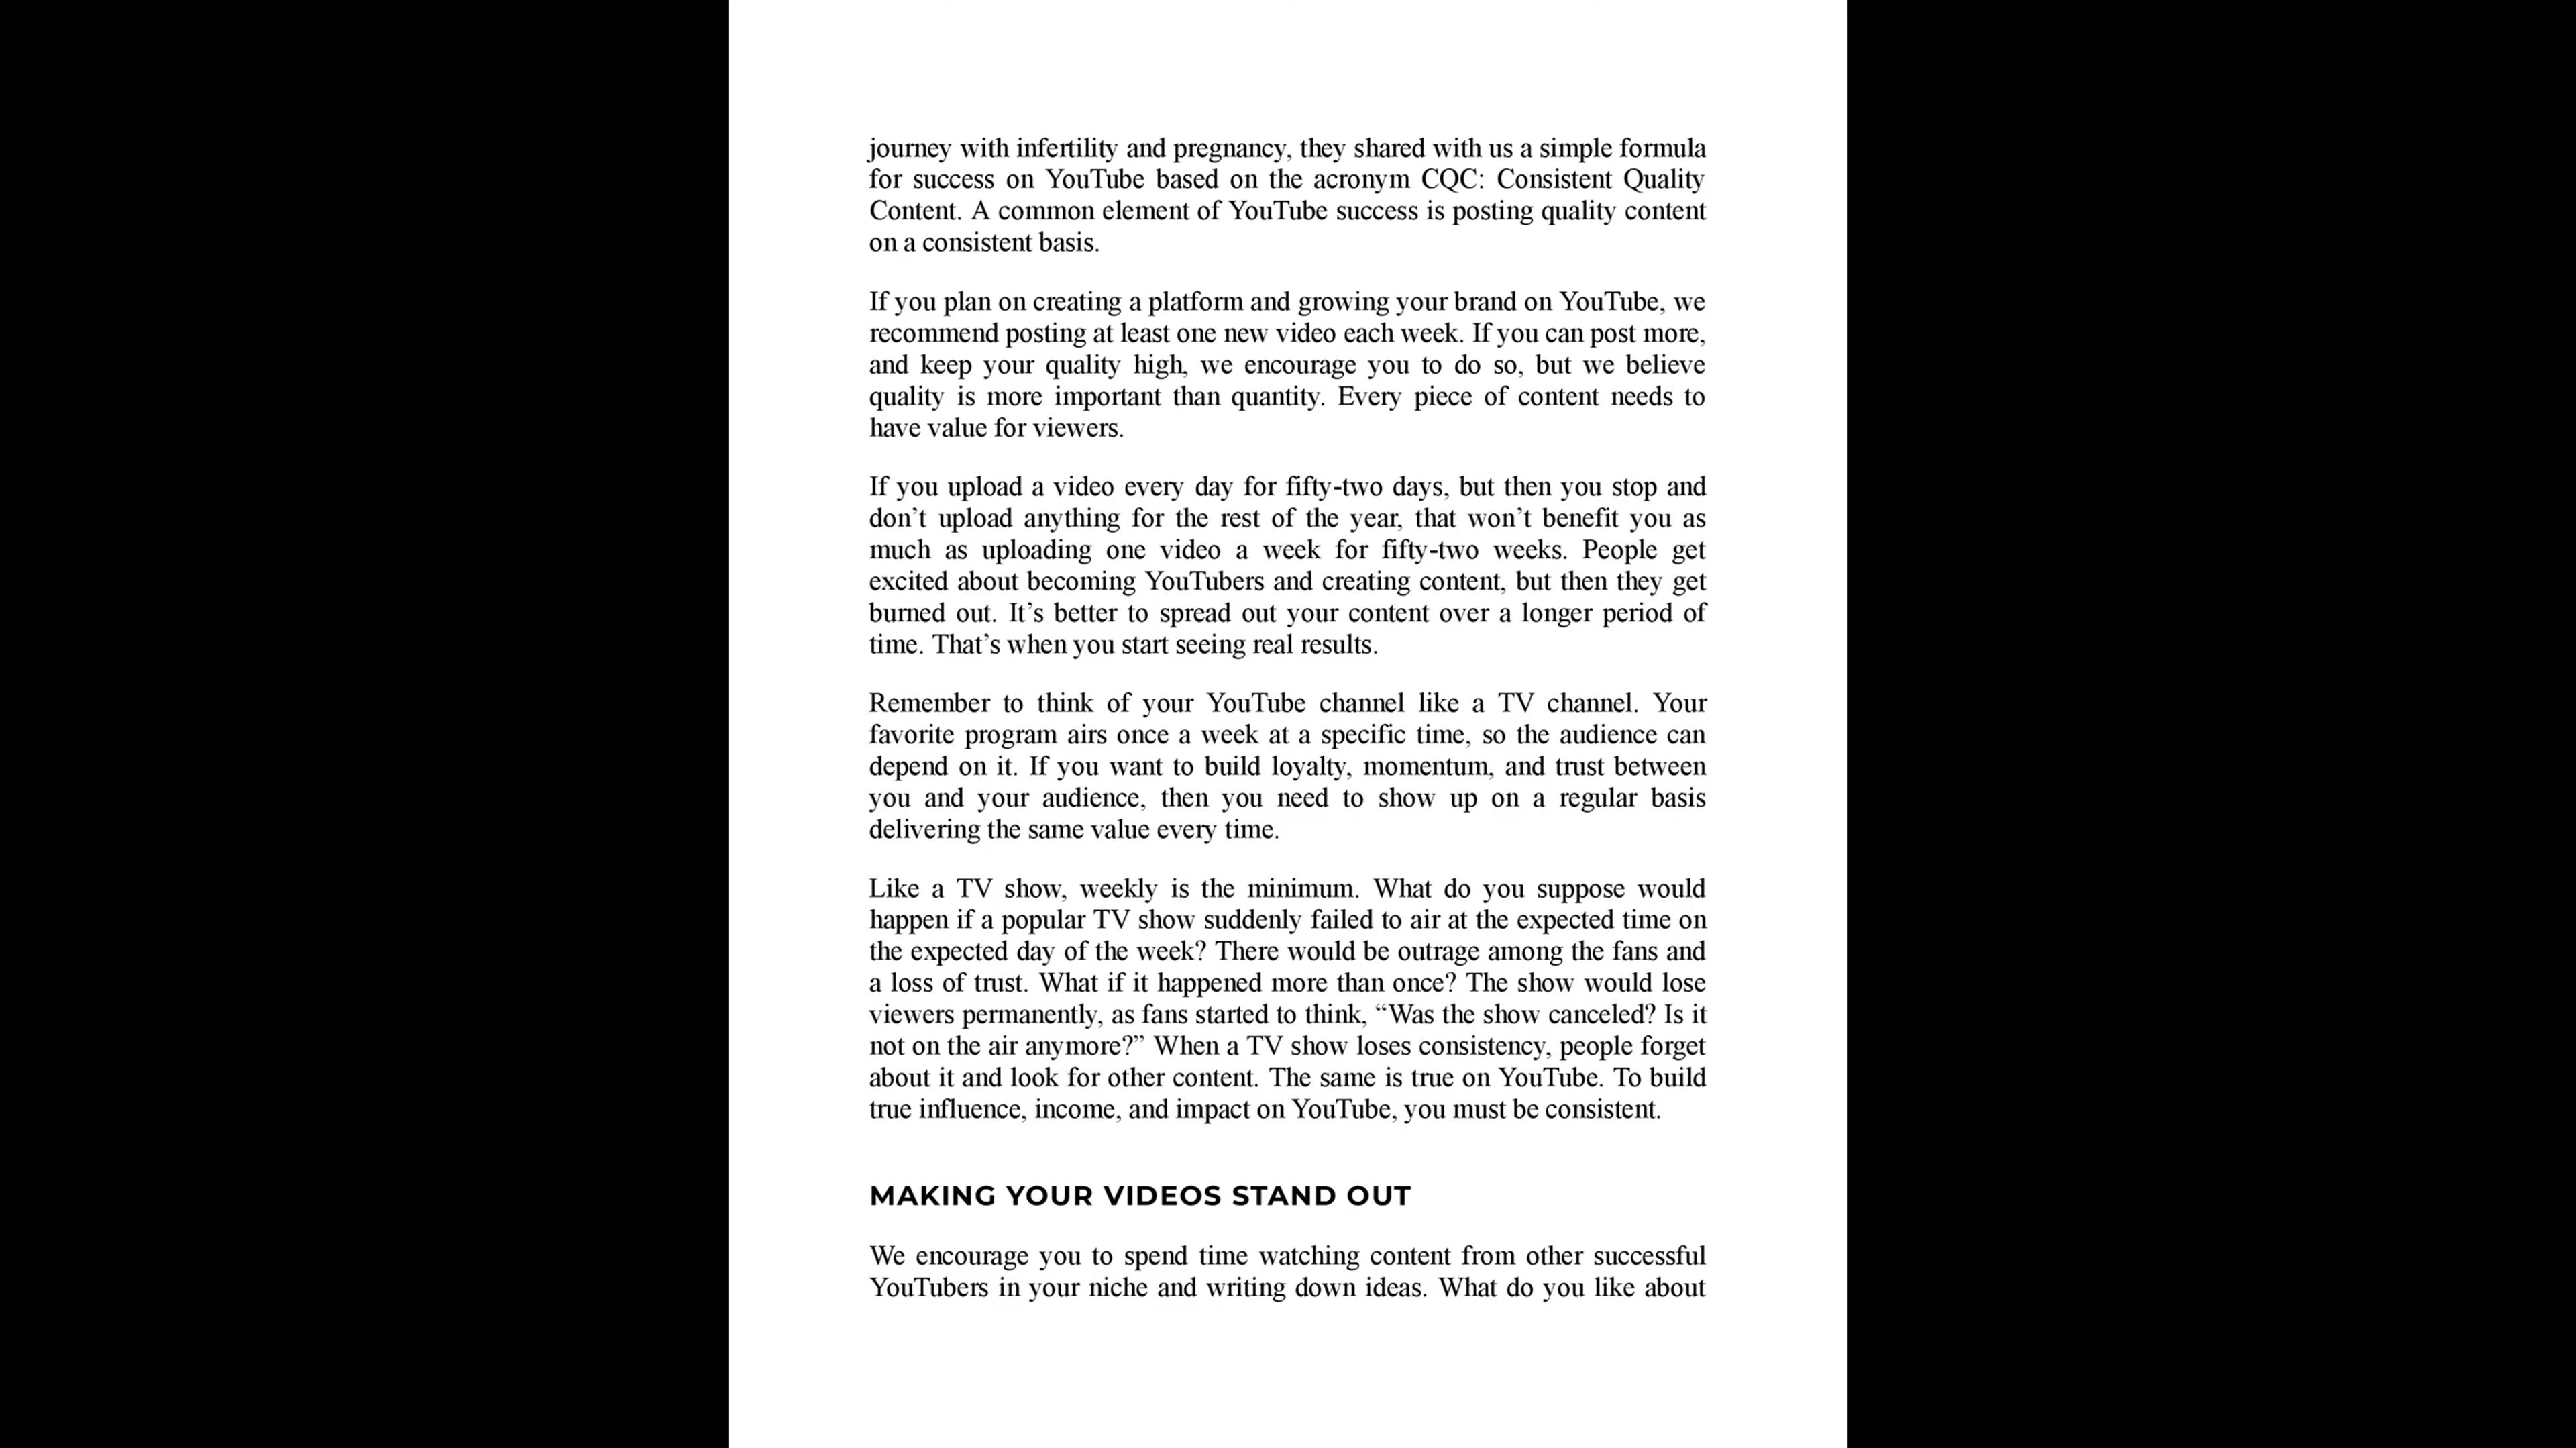 journey with infertility and pregnancy, they shared with us a simple formula
for success on YouTube based on the acronym CQC: Consistent Quality
Content. A common element of YouTube success is posting quality content
on a consistent basis.
If you plan on creating a platform and growing your brand on YouTube, we
recommend posting at least one new video each week. If you can post more,
and keep your quality high, we encourage you to do so, but we believe
quality is more important than quantity. Every piece of content needs to
have value for viewers.
If you upload a video every day for fifty-two days, but then you stop and
don’t upload anything for the rest of the year, that won’t benefit you as
much as uploading one video a week for fifty-two weeks. People get
excited about becoming YouTubers and creating content, but then they get
burned out. It’s better to spread out your content over a longer period of
time. That’s when you start seeing real results.
Remember to think of your YouTube channel like a TV channel. Your
favorite program airs once a week at a specific time, so the audience can
depend on it. If you want to build loyalty, momentum, and trust between
you and your audience, then you need to show up on a regular basis
delivering the same value every time.
Like a TV show, weekly is the minimum. What do you suppose would
happen if a popular TV show suddenly failed to air at the expected time on
the expected day of the week? There would be outrage among the fans and
a loss of trust. What if it happened more than once? The show would lose
viewers permanently, as fans started to think, “Was the show canceled? Is it
not on the air anymore?” When a TV show loses consistency, people forget
about it and look for other content. The same is true on YouTube. To build
true influence, income, and impact on YouTube, you must be consistent.
MAKING YOUR VIDEOS STAND OUT
We encourage you to spend time watching content from other successful
YouTubers in your niche and writing down ideas. What do you like about